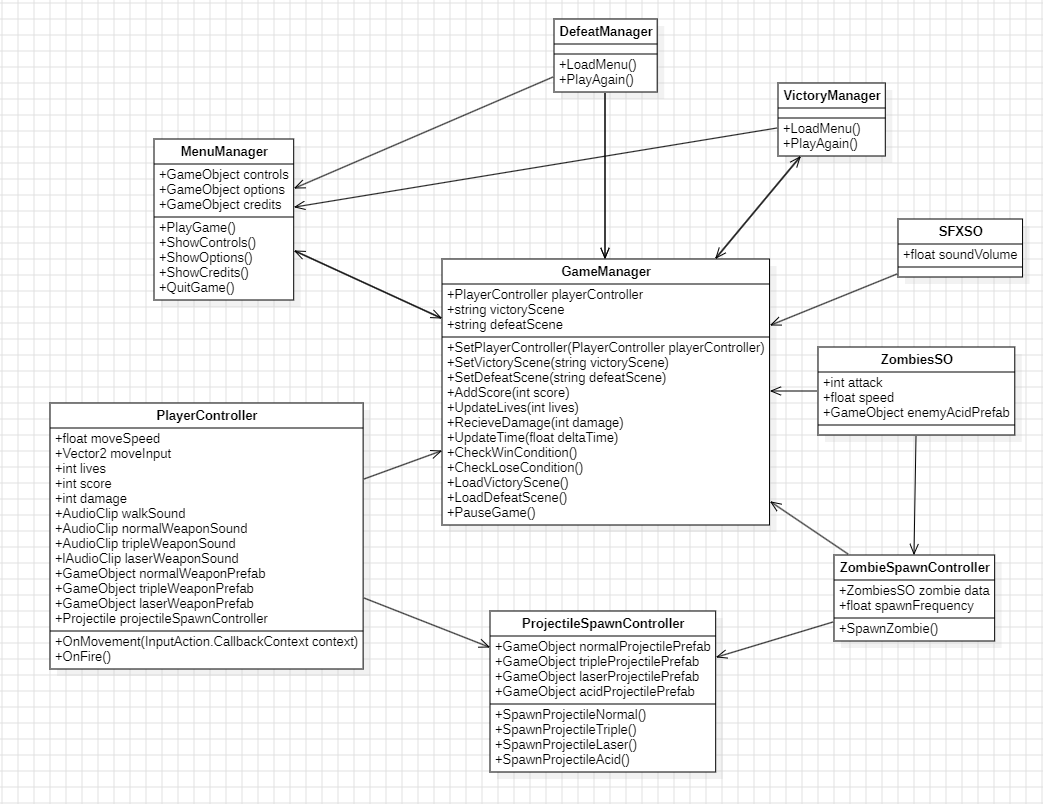 DefeatManager
+LoadMenu()
+PlayAgain()
VictoryManager
+LoadMenu()
+PlayAgain()
MenuManager
+GameObject controls
+GameObject options
+GameObject credits
+PlayGame()
+ShowControls()
+ShowOptions()
+ShowCredits()
+QuitGame()
SFXSO
+float soundVolume
GameManager
+PlayerController playerController
+string victoryScene
+string defeatScene
+SetPlayerController(PlayerController playerController)
+SetVictoryScene(string victoryScene)
+SetDefeatScene(string defeatScene)
+AddScore(int score)
+UpdateLives(int lives)
+RecieveDamage(int damage)
+UpdateTime(float deltaTime)
+CheckWinCondition()
+CheckLoseCondition()
+LoadVictoryScene()
+LoadDefeatScene()
+PauseGame()
ZombiesSO
+int attack
+float speed
+GameObject enemyAcidPrefab
PlayerController
+float moveSpeed
+Vector2 moveInput
+int lives
+int score
+int damage
+AudioClip walkSound
+AudioClip normalWeaponSound
+AudioClip tripleWeaponSound
+lAudioClip laserWeaponSound
+GameObject normalWeaponPrefab
+GameObject tripleWeaponPrefab
+GameObject laserWeaponPrefab
+Projectile projectileSpawnController
+OnMovement(InputAction.CallbackContext context)
+OnFire()
ZombieSpawnController
+ZombiesSO zombie data
+float spawnFrequency
+SpawnZombie()
ProjectileSpawnController
+GameObject normalProjectilePrefab
+GameObject tripleProjectilePrefab
+GameObject laserProjectilePrefab
+GameObject acidProjectilePrefab
+SpawnProjectileNormal()
+SpawnProjectileTriple()
+SpawnProjectileLaser()
+SpawnProjectileAcid()